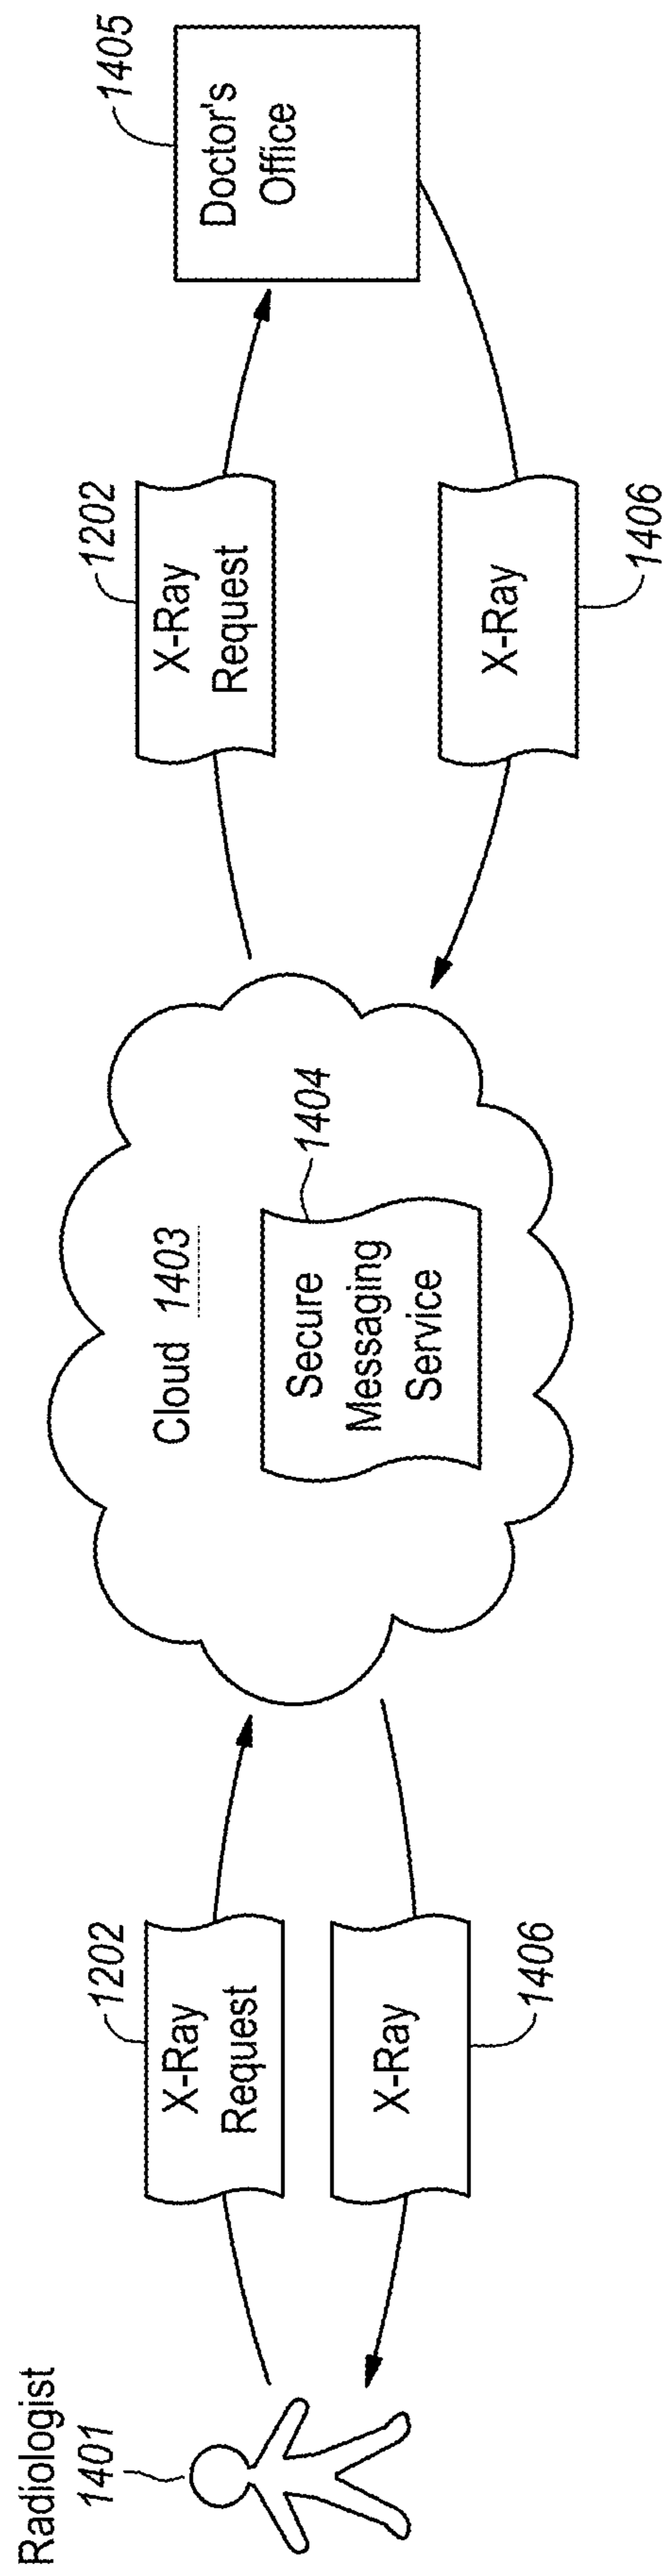 Radiologist
1401
1202
X-Ray
Request
X-Ray
1406
Cloud 1403
1404
Secure
Messaging
Service
1202
X-Ray
Request
X-Ray
1406
1405
Doctor's
Office